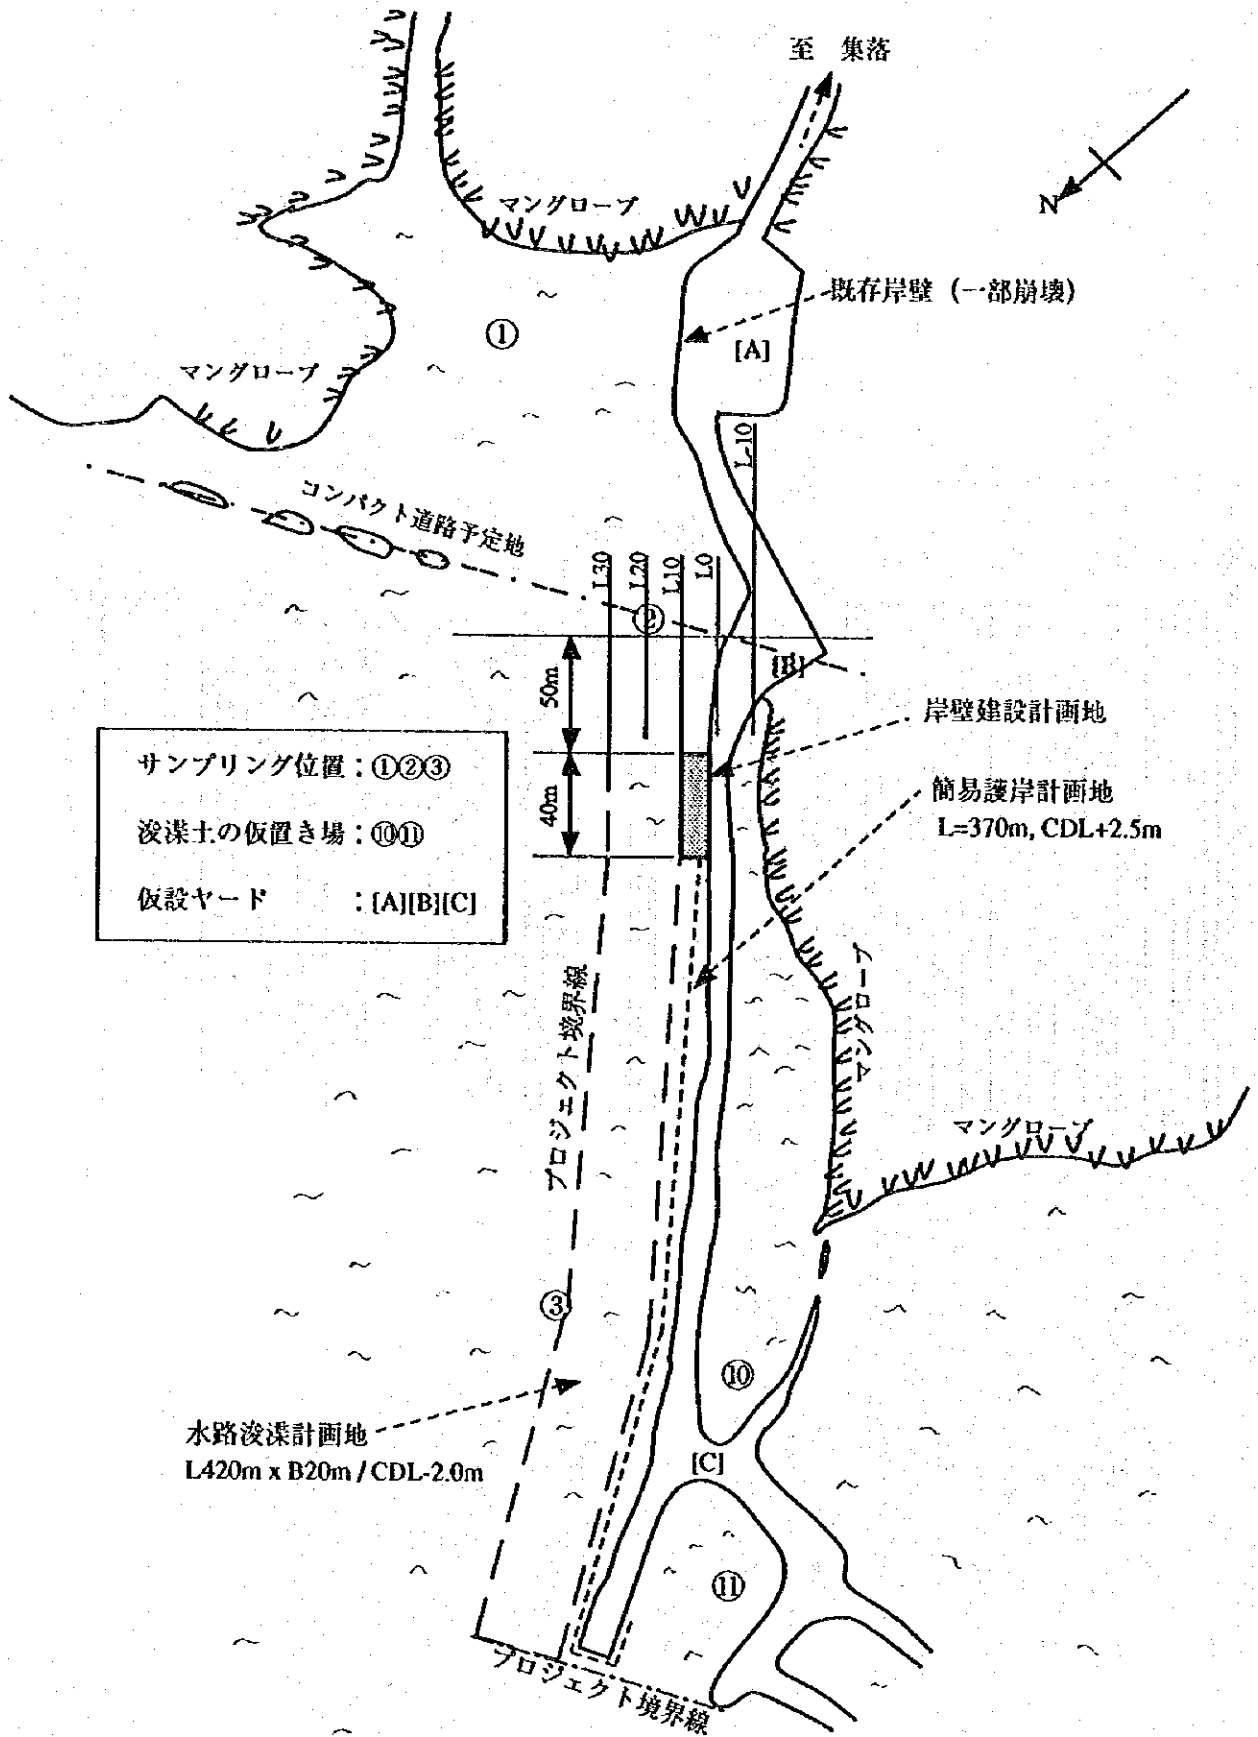 至 集落
N
マングローブ
既存岸壁 (一部崩壊)
①
[A]
マングローブ
L-10
コンパクト道路予定地
L30
L20
L10
L0
②
[B]
50m
岸壁建設計画地
サンプリング位置:①②③
浚渫土の仮置き場:⑩⑪
仮設ヤード :[A][B][C]
40m
簡易護岸計画地
L=370m, CDL+2.5m
マングローブ
プロジェクト境界線
マングローブ
③
⑩
水路浚渫計画地
L420m x B20m / CDL-2.0m
[C]
⑪
プロジェクト境界線